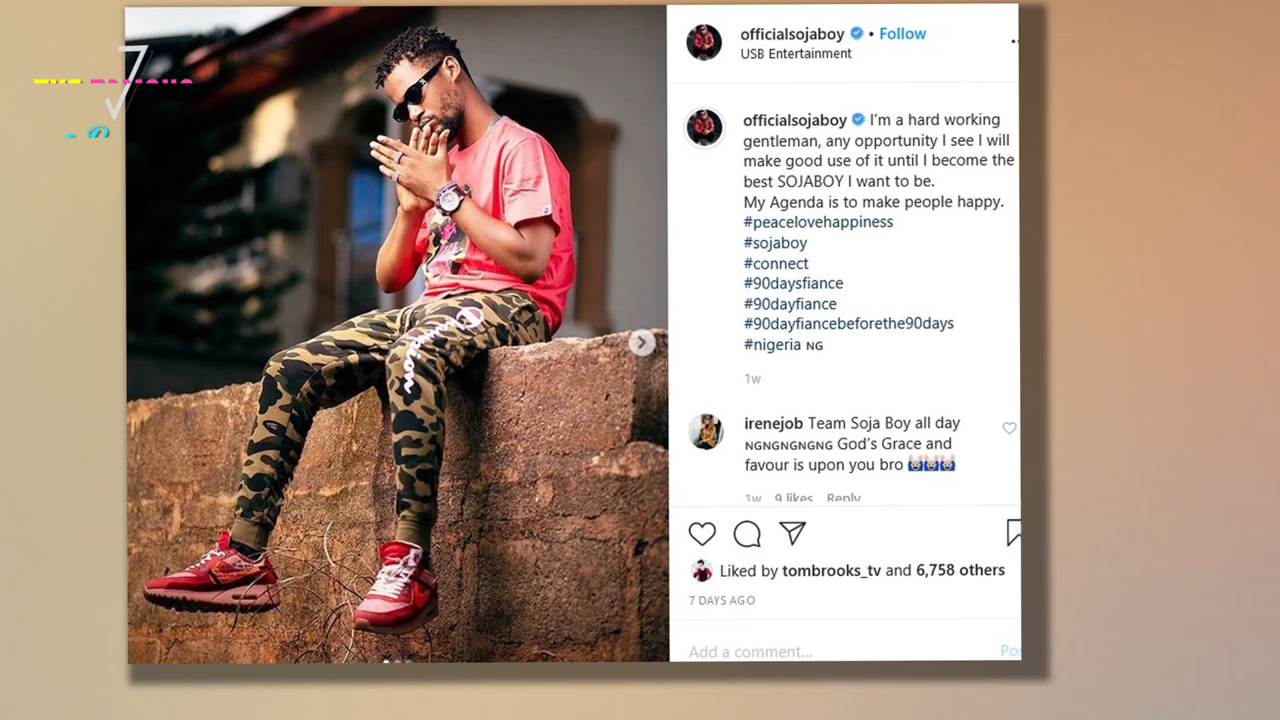 officialsojaboy • Follow
USB Entertainment
officialsojaboy I'm a hard working
gentleman, any opportunity I see I will
make good use of it until I become the
best SOJABOY I want to be.
My Agenda is to make people happy.
#peacelovehappiness
#sojaboy
#connect
#90daysfiance
#90dayfiance
#90dayfiancebeforethe90days
#nigeria NG
1w
irenejob Team Soja Boy all day
NGNGNGNGNG God's Grace and
favour is upon you bro
1w 9 likes Reply
Liked by tombrooks_tv and 6,758 others
7 DAYS AGO
Add a comment...
Champion